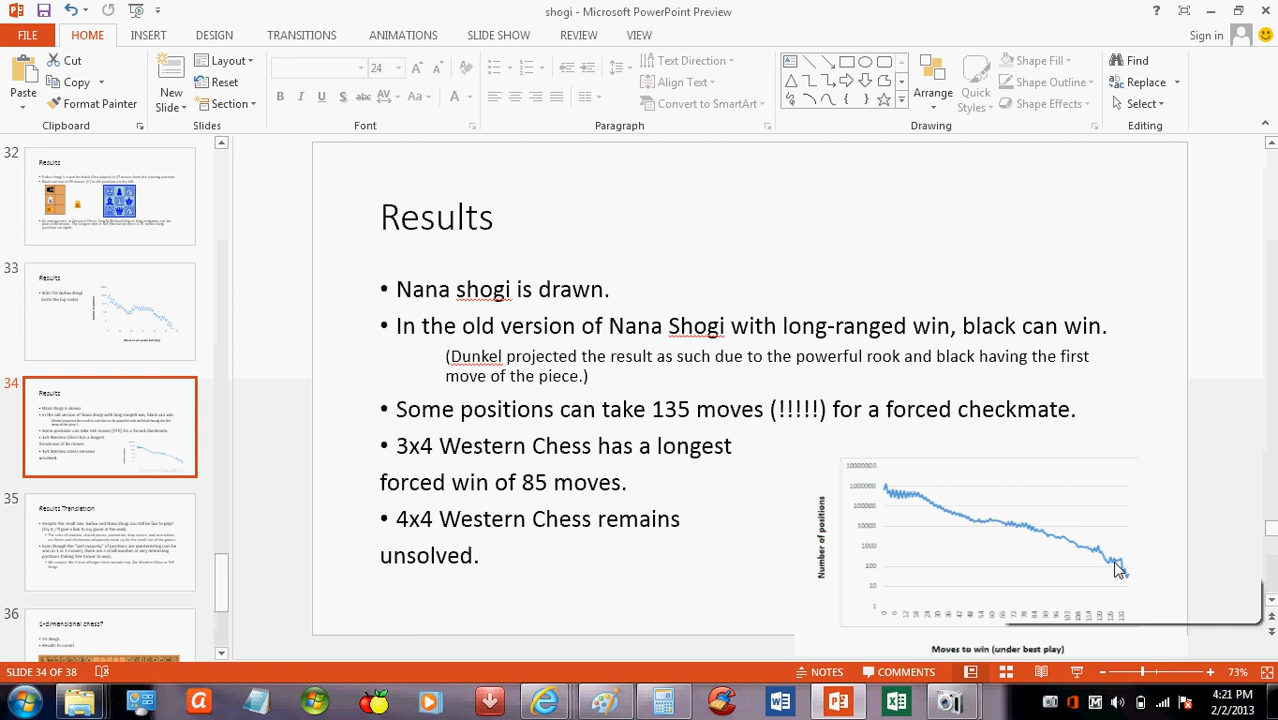 shogi - Microsoft PowerPoint Preview
FILE HOME INSERT DESIGN TRANSITIONS ANIMATIONS SLIDE SHOW REVIEW VIEW Sign in
Cut
Copy
Format Painter
Paste
Clipboard
New Slide
Layout
Reset
Section
Slides
24
B I U S abc AV Aa A
Font
Text Direction
Align Text
Convert to SmartArt
Paragraph
Arrange
Quick Styles
Shape Fill
Shape Outline
Shape Effects
Drawing
Find
Replace
Select
Editing
32
Results
33
Results
34
Results
35
Results Translation
36
Results
• Nana shogi is drawn.
• In the old version of Nana Shogi with long-ranged win, black can win.
(Dunkel projected the result as such due to the powerful rook and black having the first
move of the piece.)
• Some positions can take 135 moves (!!!!!) for a forced checkmate.
• 3x4 Western Chess has a longest
forced win of 85 moves.
• 4x4 Western Chess remains
unsolved.
Number of positions
10000000
1000000
100000
10000
1000
100
10
1
Moves to win (under best play)
SLIDE 34 OF 38
NOTES COMMENTS 73%
4:21 PM
2/2/2013